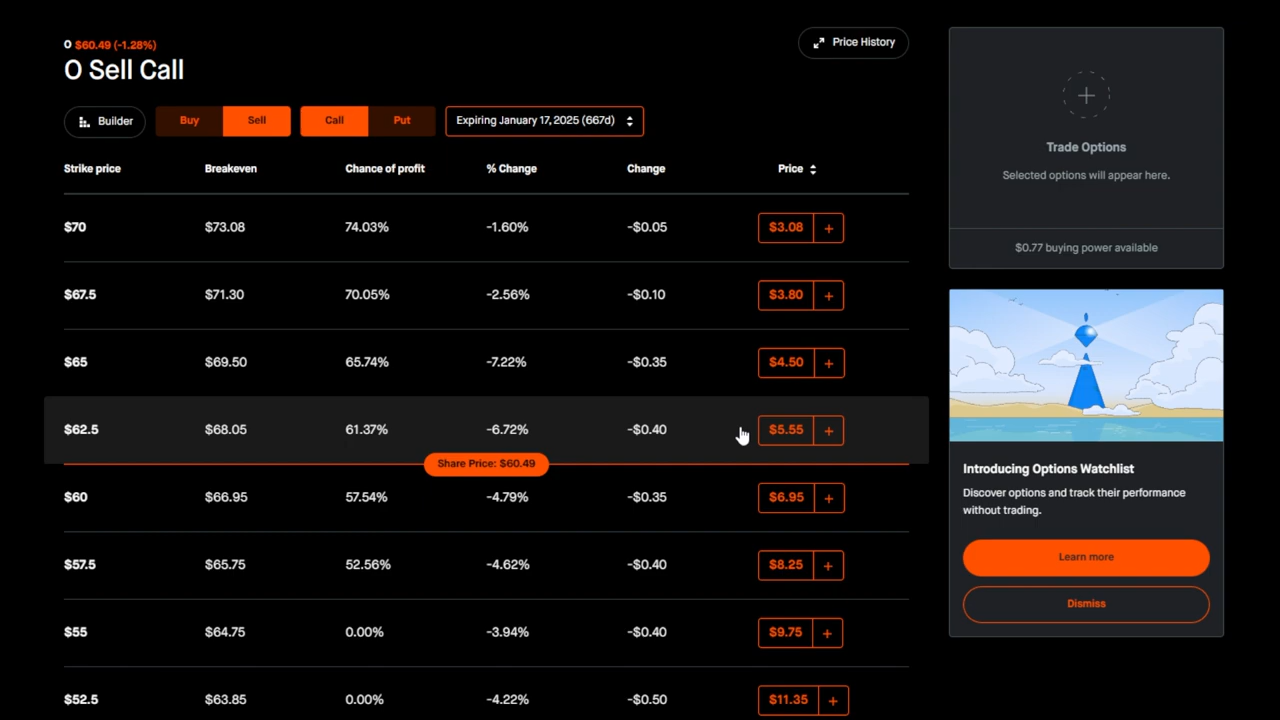 O $60.49 (-1.28%)
O Sell Call
Price History
Builder
Buy Sell Call Put Expiring January 17, 2025 (667d)
Strike price Breakeven Chance of profit % Change Change Price
$70 $73.08 74.03% -1.60% -$0.05 $3.08 +
$67.5 $71.30 70.05% -2.56% -$0.10 $3.80 +
$65 $69.50 65.74% -7.22% -$0.35 $4.50 +
$62.5 $68.05 61.37% -6.72% -$0.40 $5.55 +
Share Price: $60.49
$60 $66.95 57.54% -4.79% -$0.35 $6.95 +
$57.5 $65.75 52.56% -4.62% -$0.40 $8.25 +
$55 $64.75 0.00% -3.94% -$0.40 $9.75 +
$52.5 $63.85 0.00% -4.22% -$0.50 $11.35 +
Trade Options
Selected options will appear here.
$0.77 buying power available
Introducing Options Watchlist
Discover options and track their performance
without trading.
Learn more
Dismiss